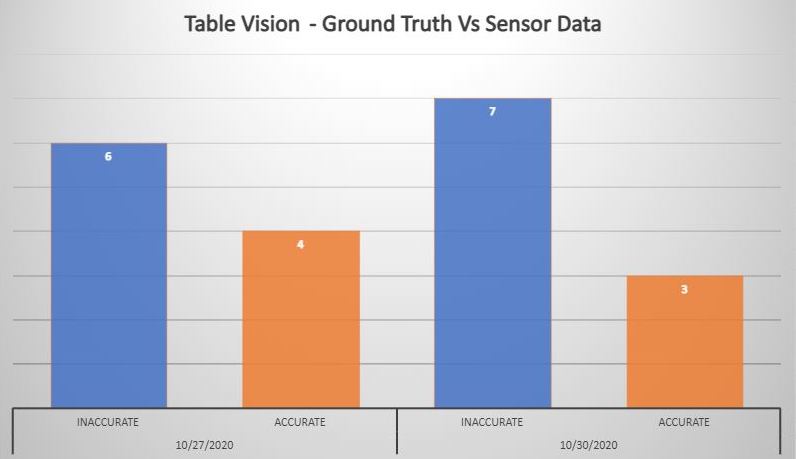 Table Vision - Ground Truth Vs Sensor Data
6
4
7
3
INACCURATE ACCURATE INACCURATE ACCURATE
10/27/2020 10/30/2020